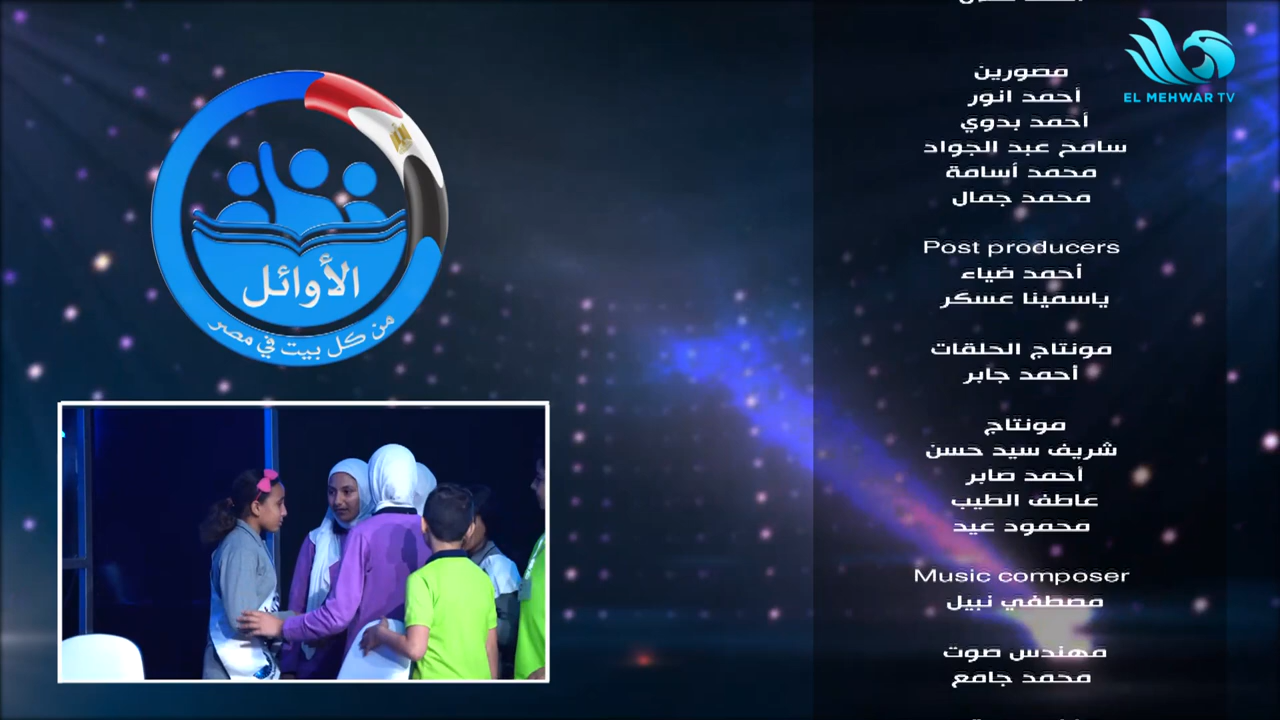 EL MEHWAR TV
الأوائل
من كل بيت في مصر
مصورين
أحمد انور
أحمد بدوي
سامح عبد الجواد
محمد أسامة
محمد جمال
Post producers
أحمد ضياء
ياسمينا عسكر
مونتاج الحلقات
أحمد جابر
مونتاج
شريف سيد حسن
أحمد صابر
عاطف الطيب
محمود عيد
Music composer
مصطفي نبيل
مهندس صوت
محمد جامع